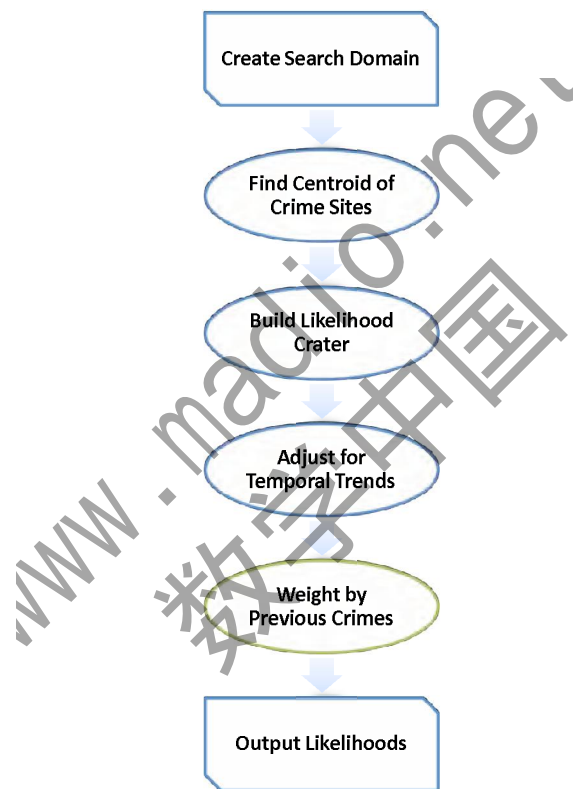 Create Search Domain
Find Centroid of
Crime Sites
Build Likelihood
Crater
Adjust for
Temporal Trends
Weight by
Previous Crimes
Output Likelihoods
www.madio.net
数学中国